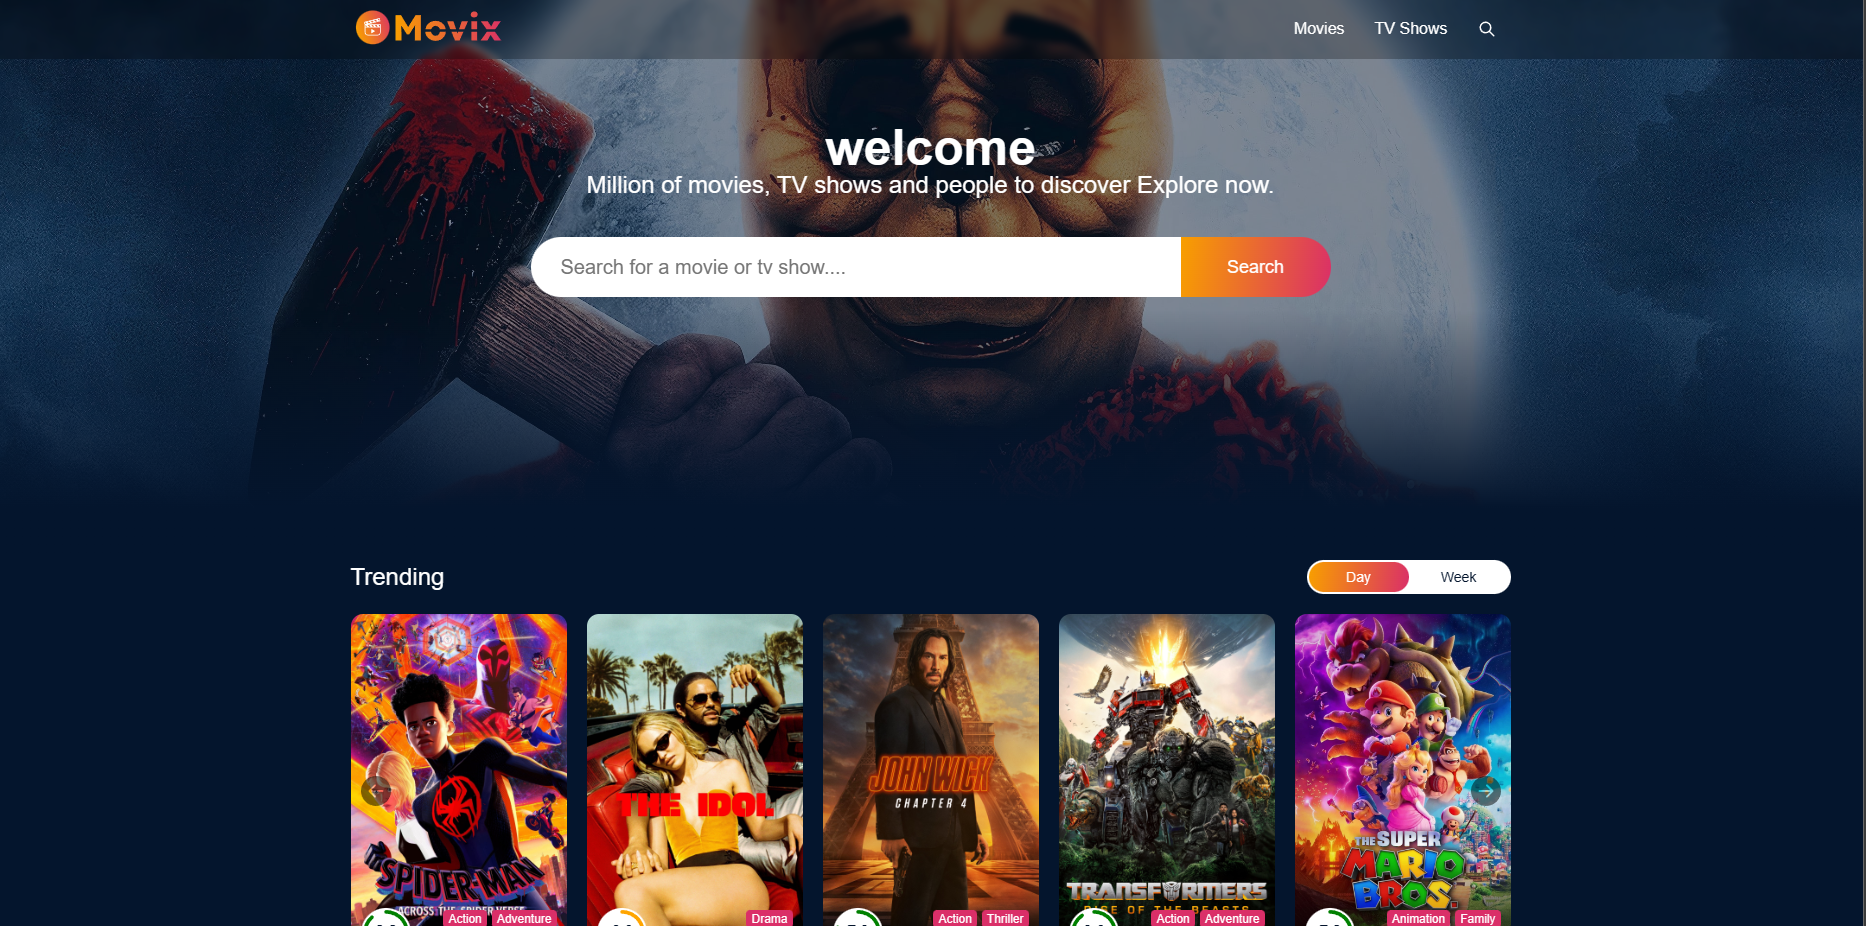 Movix
Movies
TV Shows
welcome
Million of movies, TV shows and people to discover Explore now.
Search for a movie or tv show....
Search
Trending
Day
Week
SPIDER-MAN
ACROSS THE SPIDER-VERSE
Action
Adventure
THE IDOL
Drama
JOHN WICK
CHAPTER 4
Action
Thriller
TRANSFORMERS
RISE OF THE BEASTS
Action
Adventure
THE SUPER
MARIO
BROS.
Animation
Family